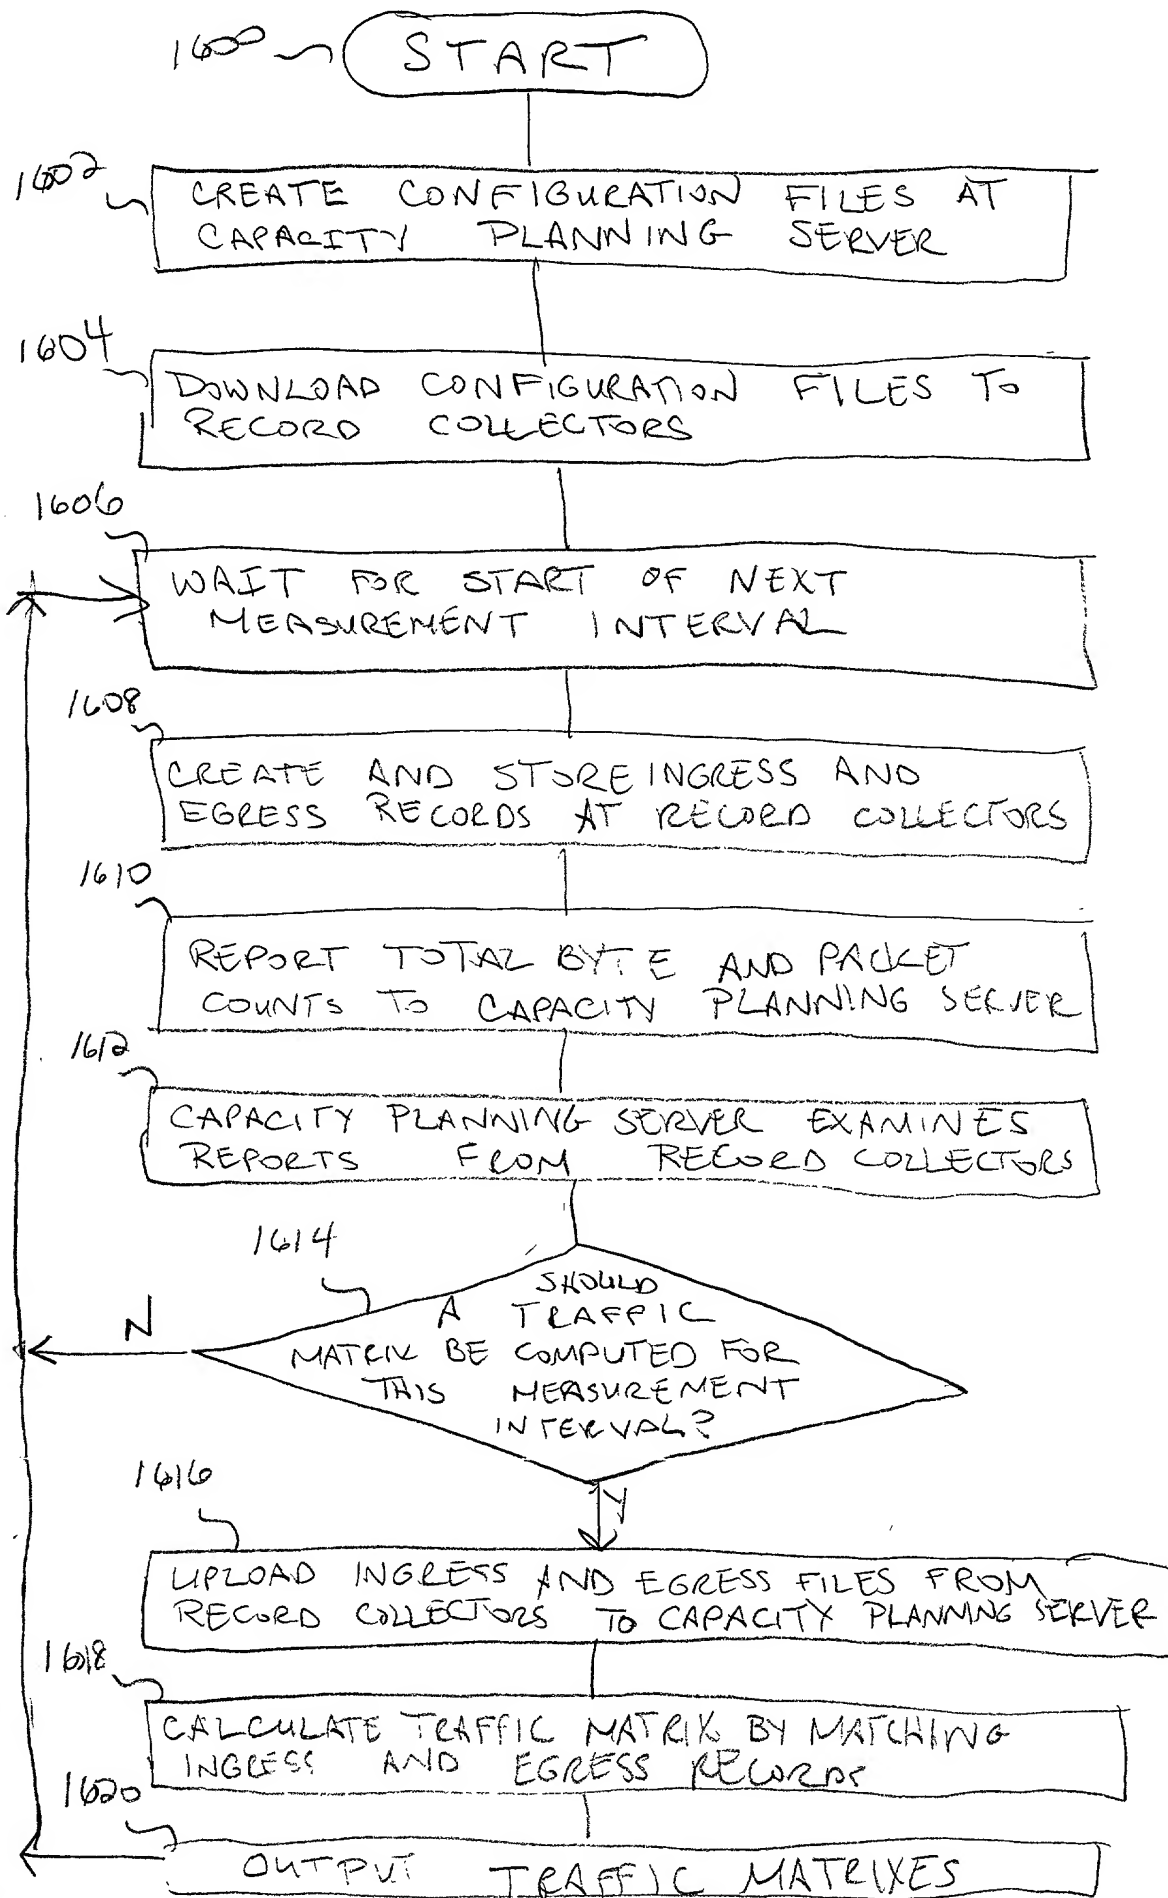 1600
START
1602
CREATE CONFIGURATION FILES AT
CAPACITY PLANNING SERVER
1604
DOWNLOAD CONFIGURATION FILES TO
RECORD COLLECTORS
1606
WAIT FOR START OF NEXT
MEASUREMENT INTERVAL
1608
CREATE AND STORE INGRESS AND
EGRESS RECORDS AT RECORD COLLECTORS
1610
REPORT TOTAL BYTE AND PACKET
COUNTS TO CAPACITY PLANNING SERVER
1612
CAPACITY PLANNING SERVER EXAMINES
REPORTS FROM RECORD COLLECTORS
1614
SHOULD
A TRAFFIC
MATRIX BE COMPUTED FOR
THIS MEASUREMENT
INTERVAL?
N
Y
1616
UPLOAD INGRESS AND EGRESS FILES FROM
RECORD COLLECTORS TO CAPACITY PLANNING SERVER
1618
CALCULATE TRAFFIC MATRIX BY MATCHING
INGRESS AND EGRESS RECORDS
1620
OUTPUT TRAFFIC MATRIXES